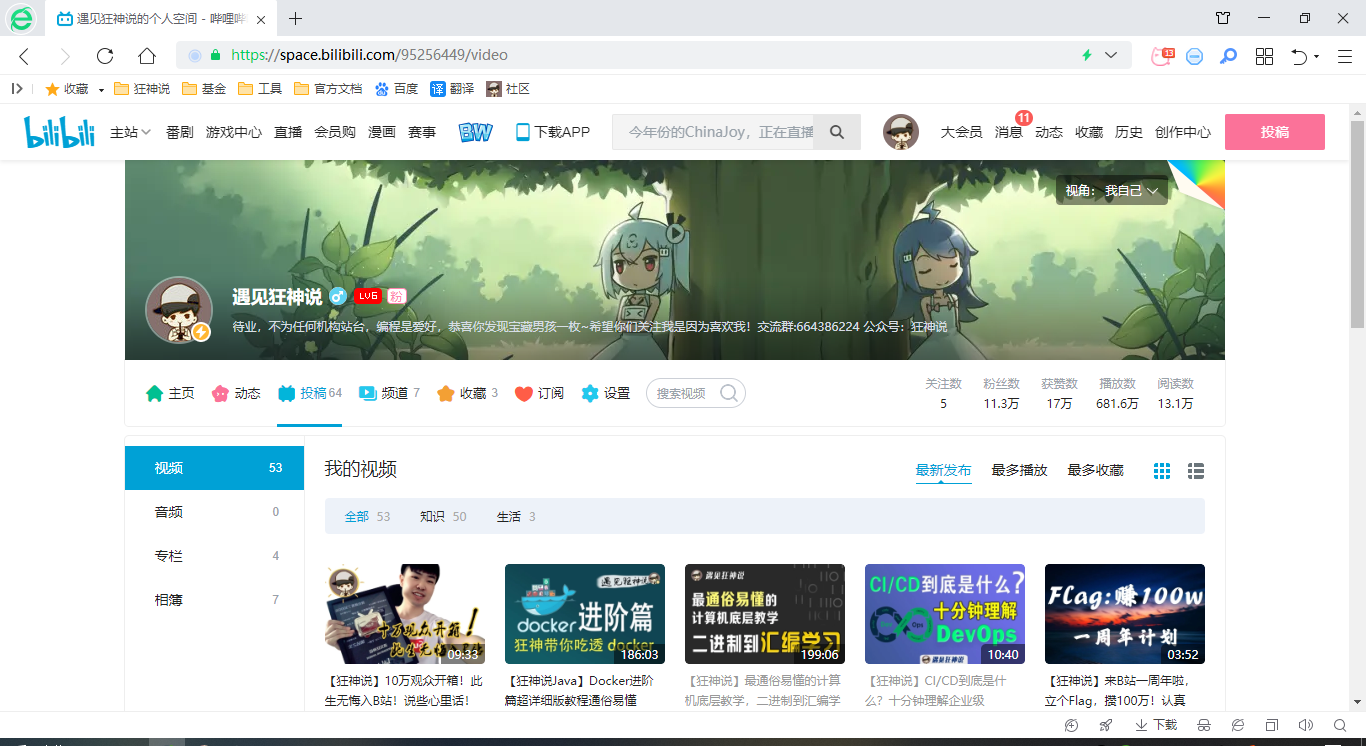 遇见狂神说的个人空间 - 哔哩哔
https://space.bilibili.com/95256449/video
13
收藏 狂神说 基金 工具 官方文档 百度 译 翻译 社区
bilibili 主站 番剧 游戏中心 直播 会员购 漫画 赛事 BW 下载APP 今年份的ChinaJoy，正在直播 大会员 消息 11 动态 收藏 历史 创作中心 投稿
视角： 我自己
遇见狂神说 LV6 粉
待业，不为任何机构站台，编程是爱好，恭喜你发现宝藏男孩一枚~希望你们关注我是因为喜欢我！交流群:664386224 公众号：狂神说
主页 动态 投稿 64 频道 7 收藏 3 订阅 设置 搜索视频
关注数 粉丝数 获赞数 播放数 阅读数
5 11.3万 17万 681.6万 13.1万
视频 53
音频 0
专栏 4
相簿 7
我的视频 最新发布 最多播放 最多收藏
全部 53 知识 50 生活 3
十万观众开箱！
09:33
【狂神说】10万观众开箱！此
生无悔入B站！说些心里话！
遇见狂神说
docker 进阶篇
狂神带你吃透 docker
186:03
【狂神说Java】Docker进阶
篇超详细版教程通俗易懂
遇见狂神说
最通俗易懂的
计算机底层教学
二进制到汇编学习
199:06
【狂神说】最通俗易懂的计算
机底层教学，二进制到汇编学
CI/CD到底是什么?
十分钟理解
DevOps
Dev Ops
遇见狂神说
10:40
【狂神说】CI/CD到底是什
么？十分钟理解企业级
FLag:赚100w
一周年计划
03:52
【狂神说】来B站一周年啦，
立个Flag，攒100万！认真
下载